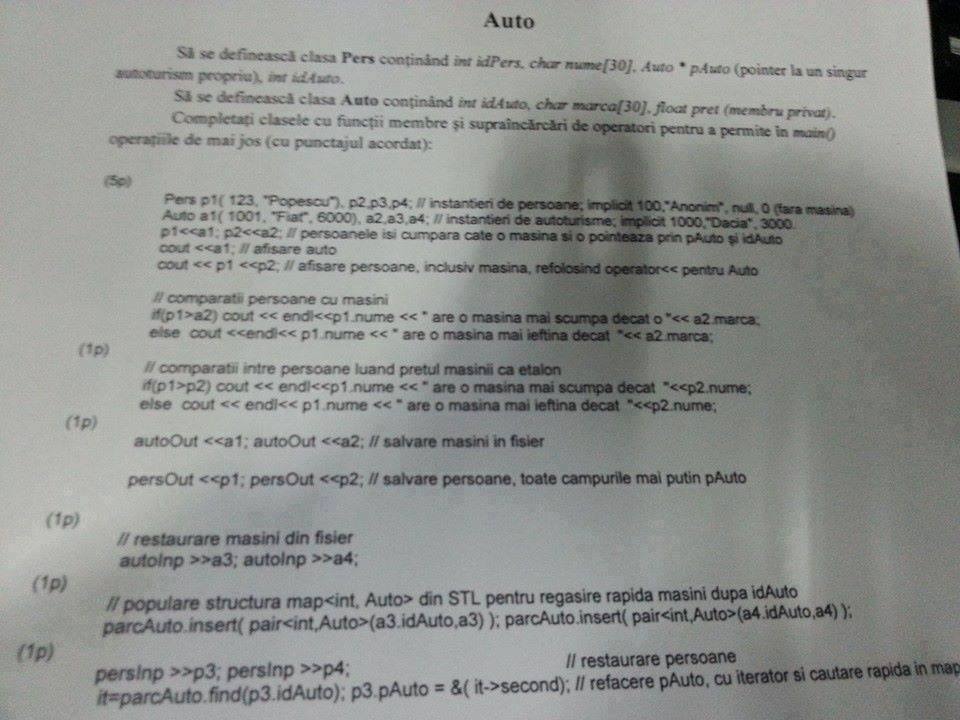 Auto
Să se definească clasa Pers conținând int idPers, char nume[30], Auto * pAuto (pointer la un singur
autoturism propriu), int idAuto.
Să se definească clasa Auto conținând int idAuto, char marca[30], float pret (membru privat).
Completați clasele cu funcții membre și supraîncărcări de operatori pentru a permite în main()
operațiile de mai jos (cu punctajul acordat):
(5p)
Pers p1( 123, "Popescu"), p2,p3,p4; // instantieri de persoane; implicit 100,"Anonim", null, 0 (fara masina)
Auto a1( 1001, "Fiat", 6000), a2,a3,a4; // instantieri de autoturisme; implicit 1000,"Dacia", 3000.
p1<<a1; p2<<a2; // persoanele isi cumpara cate o masina si o pointeaza prin pAuto și idAuto
cout <<a1; // afisare auto
cout << p1 <<p2; // afisare persoane, inclusiv masina, refolosind operator<< pentru Auto
// comparatii persoane cu masini
if(p1>a2) cout << endl<<p1.nume << " are o masina mai scumpa decat o "<< a2.marca;
else cout <<endl<< p1.nume << " are o masina mai ieftina decat "<< a2.marca;
(1p)
// comparatii intre persoane luand pretul masinii ca etalon
if(p1>p2) cout << endl<<p1.nume << " are o masina mai scumpa decat "<<p2.nume;
else cout << endl<< p1.nume << " are o masina mai ieftina decat "<<p2.nume;
(1p)
autoOut <<a1; autoOut <<a2; // salvare masini in fisier
persOut <<p1; persOut <<p2; // salvare persoane, toate campurile mai putin pAuto
(1p)
// restaurare masini din fisier
autoInp >>a3; autoInp >>a4;
(1p)
// populare structura map<int, Auto> din STL pentru regasire rapida masini dupa idAuto
parcAuto.insert( pair<int,Auto>(a3.idAuto,a3) ); parcAuto.insert( pair<int,Auto>(a4.idAuto,a4) );
(1p)
persInp >>p3; persInp >>p4; // restaurare persoane
it=parcAuto.find(p3.idAuto); p3.pAuto = &( it->second); // refacere pAuto, cu iterator si cautare rapida in map